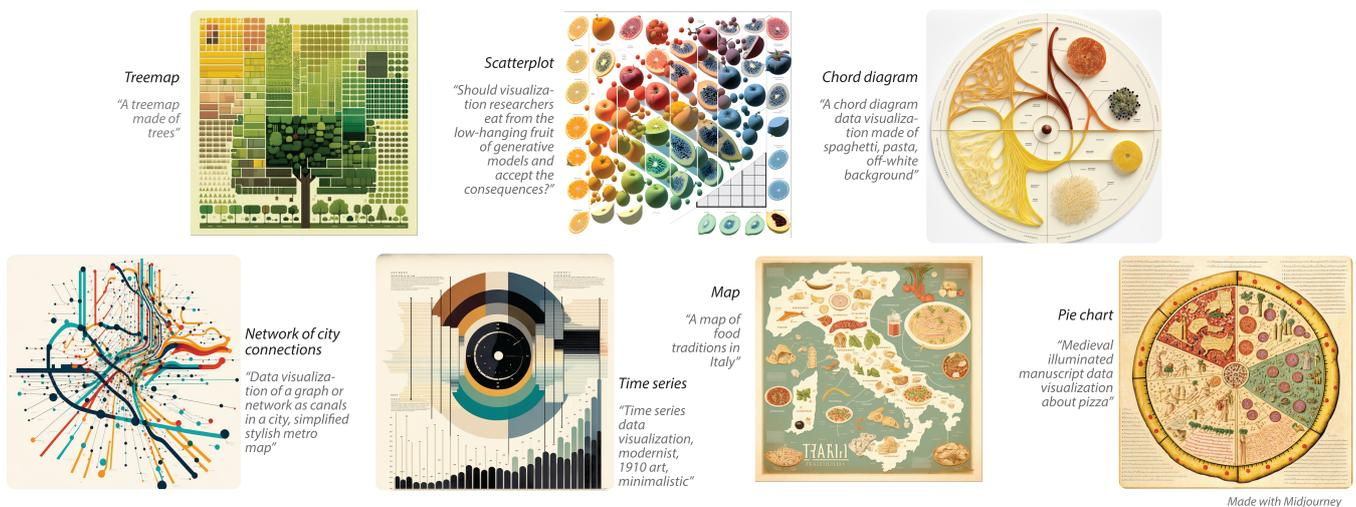 Treemap
“A treemap
made of
trees”
Scatterplot
“Should visualiza-
tion researchers
eat from the
low-hanging fruit
of generative
models and
accept the
consequences?”
Chord diagram
“A chord diagram
data visualiza-
tion made of
spaghetti, pasta,
off-white
background”
Network of city
connections
“Data visualiza-
tion of a graph or
network as canals
in a city, simplified
stylish metro
map”
Time series
“Time series
data
visualization,
modernist,
1910 art,
minimalistic”
Map
“A map of
food
traditions in
Italy”
Pie chart
“Medieval
illuminated
manuscript data
visualization
about pizza”
Made with Midjourney